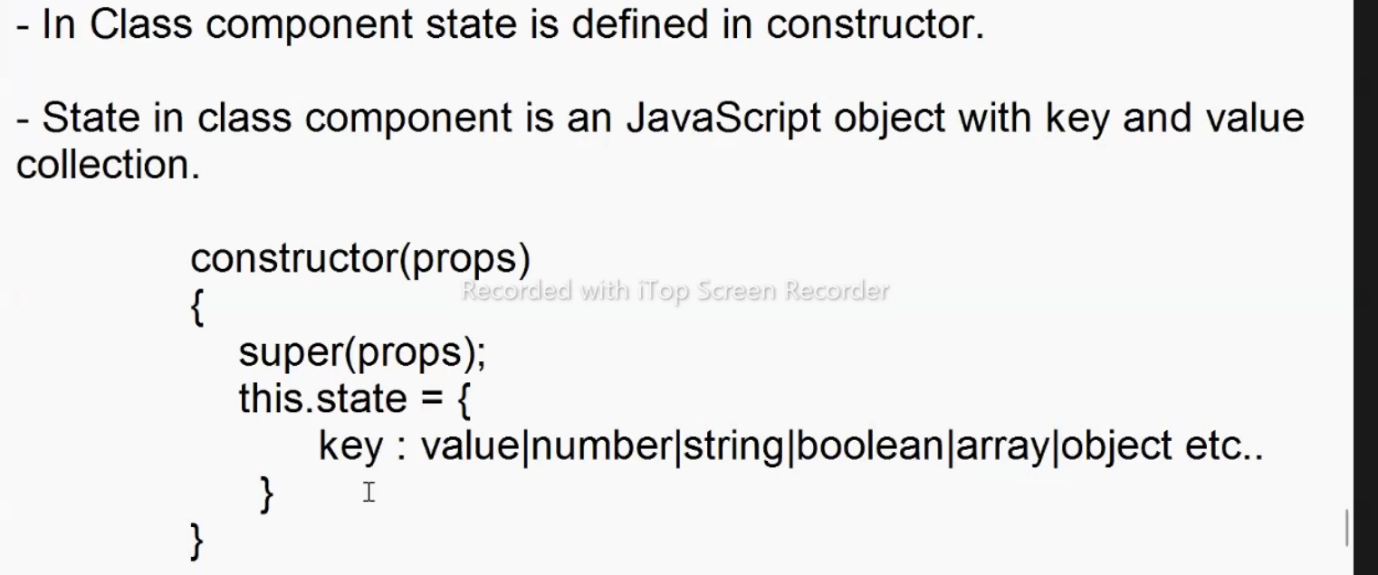 - In Class component state is defined in constructor.
- State in class component is an JavaScript object with key and value
collection.
constructor(props)
Recorded with iTop Screen Recorder
{
super(props);
this.state = {
key : value|number|string|boolean|array|object etc..
}
}